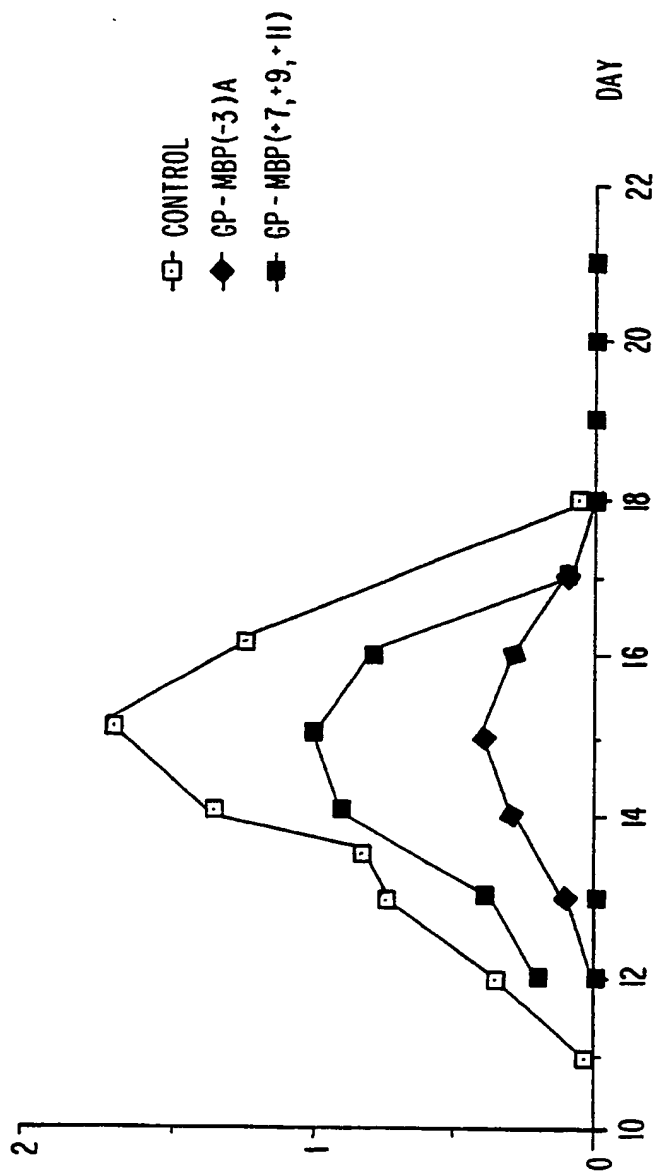 CONTROL
GP-MBP(-3)A
GP-MBP(+7,+9,+11)
2
1
0
10 12 14 16 18 20 22
DAY